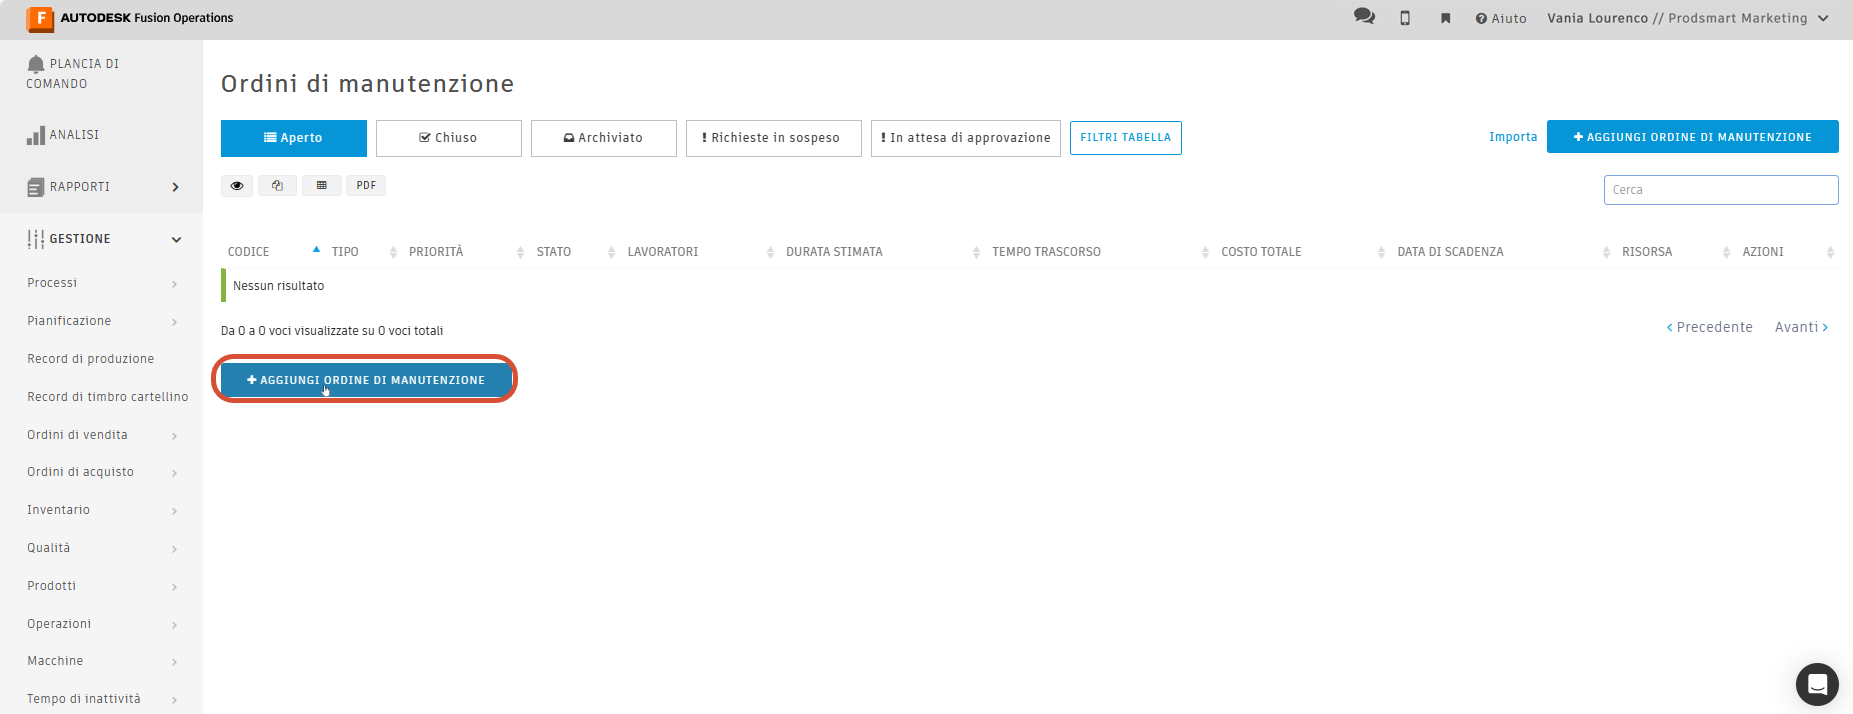 AUTODESK Fusion Operations
Aiuto
Vania Lourenco // Prodsmart Marketing
PLANCIA DI
COMANDO
ANALISI
RAPPORTI
GESTIONE
Processi
Pianificazione
Record di produzione
Record di timbro cartellino
Ordini di vendita
Ordini di acquisto
Inventario
Qualità
Prodotti
Operazioni
Macchine
Tempo di inattività
Ordini di manutenzione
Aperto
Chiuso
Archiviato
! Richieste in sospeso
! In attesa di approvazione
FILTRI TABELLA
Importa
+ AGGIUNGI ORDINE DI MANUTENZIONE
PDF
Cerca
CODICE TIPO PRIORITÀ STATO LAVORATORI DURATA STIMATA TEMPO TRASCORSO COSTO TOTALE DATA DI SCADENZA RISORSA AZIONI
Nessun risultato
Da 0 a 0 voci visualizzate su 0 voci totali
Precedente Avanti
+ AGGIUNGI ORDINE DI MANUTENZIONE